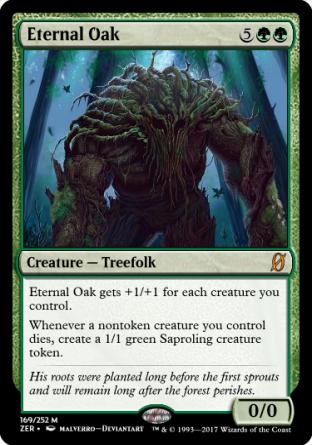 Eternal Oak 5
Creature — Treefolk
Eternal Oak gets +1/+1 for each creature you
control.
Whenever a nontoken creature you control
dies, create a 1/1 green Saproling creature
token.
His roots were planted long before the first sprouts
and will remain long after the forest perishes.
0/0
169/252 M
ZER • MALVERRO-DEVIANTART ™ & © 1993—2017 Wizards of the Coast